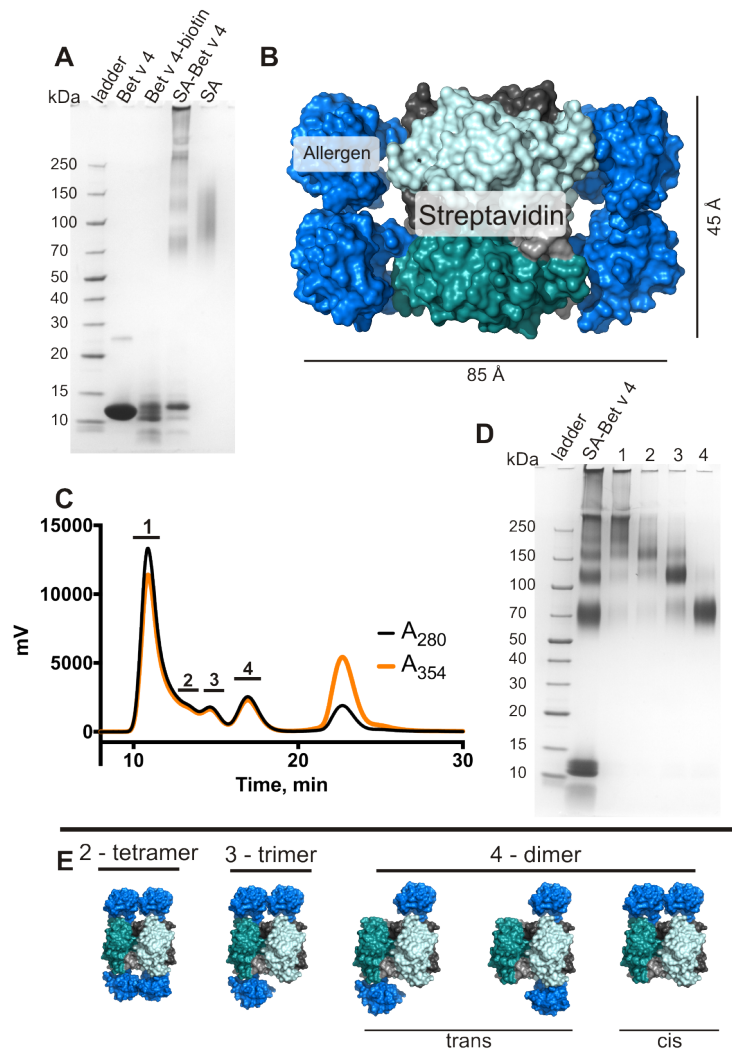 A
kDa
ladder
Bet v 4
Bet v 4-biotin
SA-Bet v 4
SA
250
150
100
70
50
40
30
20
15
10
B
Allergen
Streptavidin
45 Å
85 Å
C
15000
10000
5000
0
mV
1
2
3
4
A280
A354
10
20
30
Time, min
D
kDa
ladder
SA-Bet v 4
1
2
3
4
250
150
100
70
50
40
30
20
15
10
E
2 - tetramer
3 - trimer
4 - dimer
trans
cis